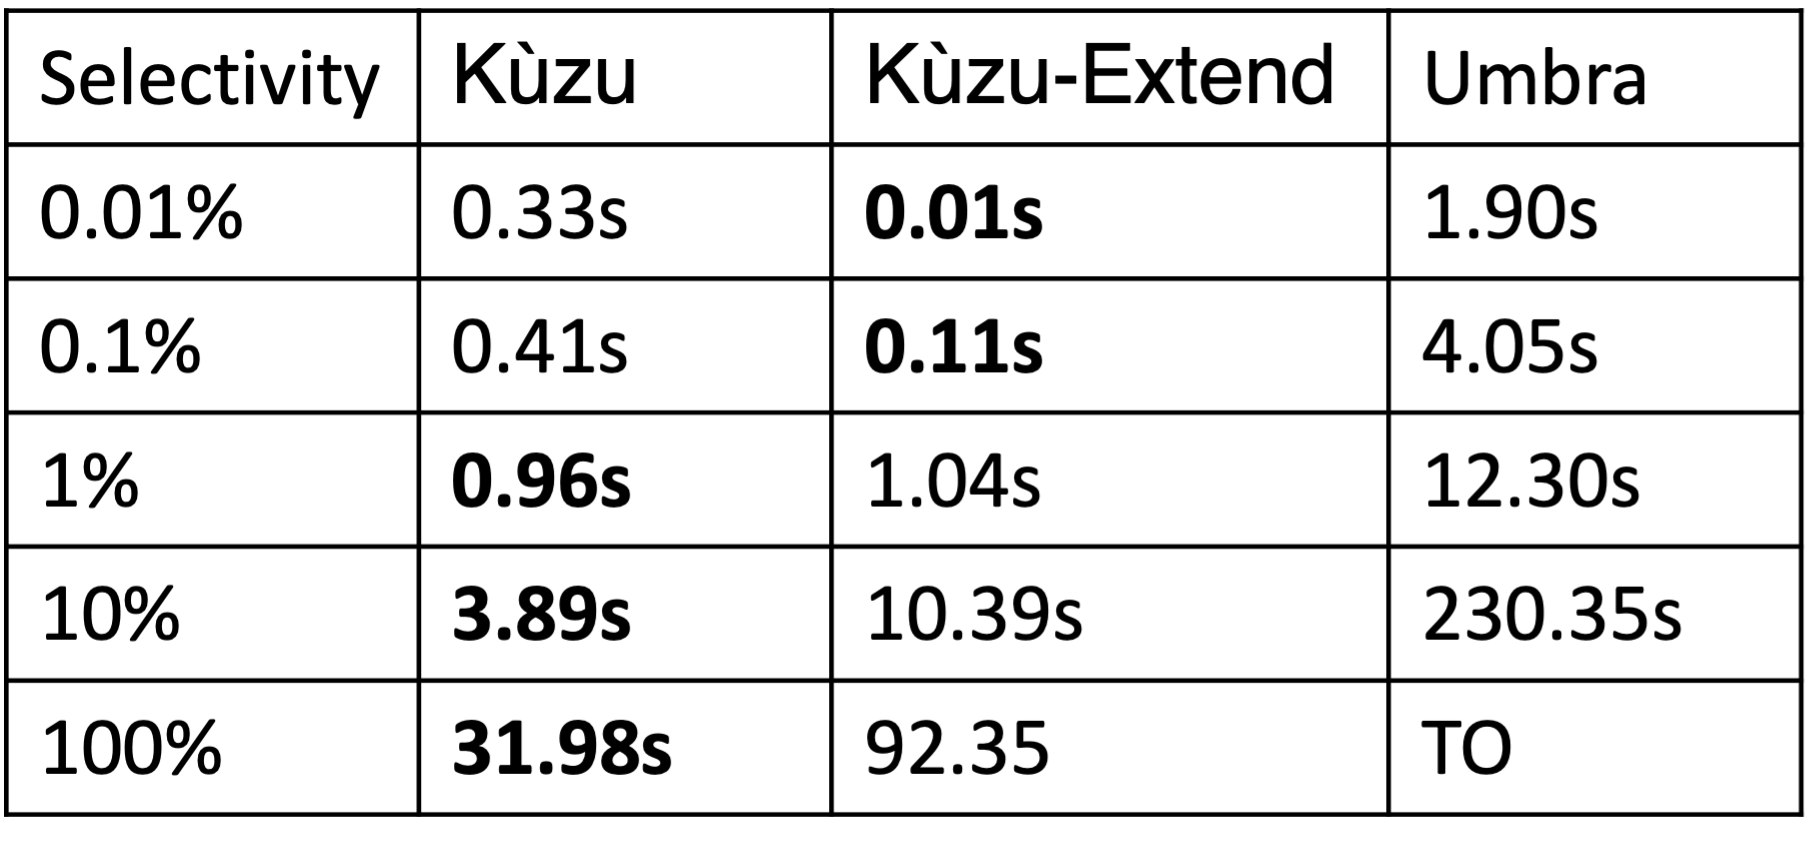 Selectivity Kùzu Kùzu-Extend Umbra
0.01% 0.33s 0.01s 1.90s
0.1% 0.41s 0.11s 4.05s
1% 0.96s 1.04s 12.30s
10% 3.89s 10.39s 230.35s
100% 31.98s 92.35 TO